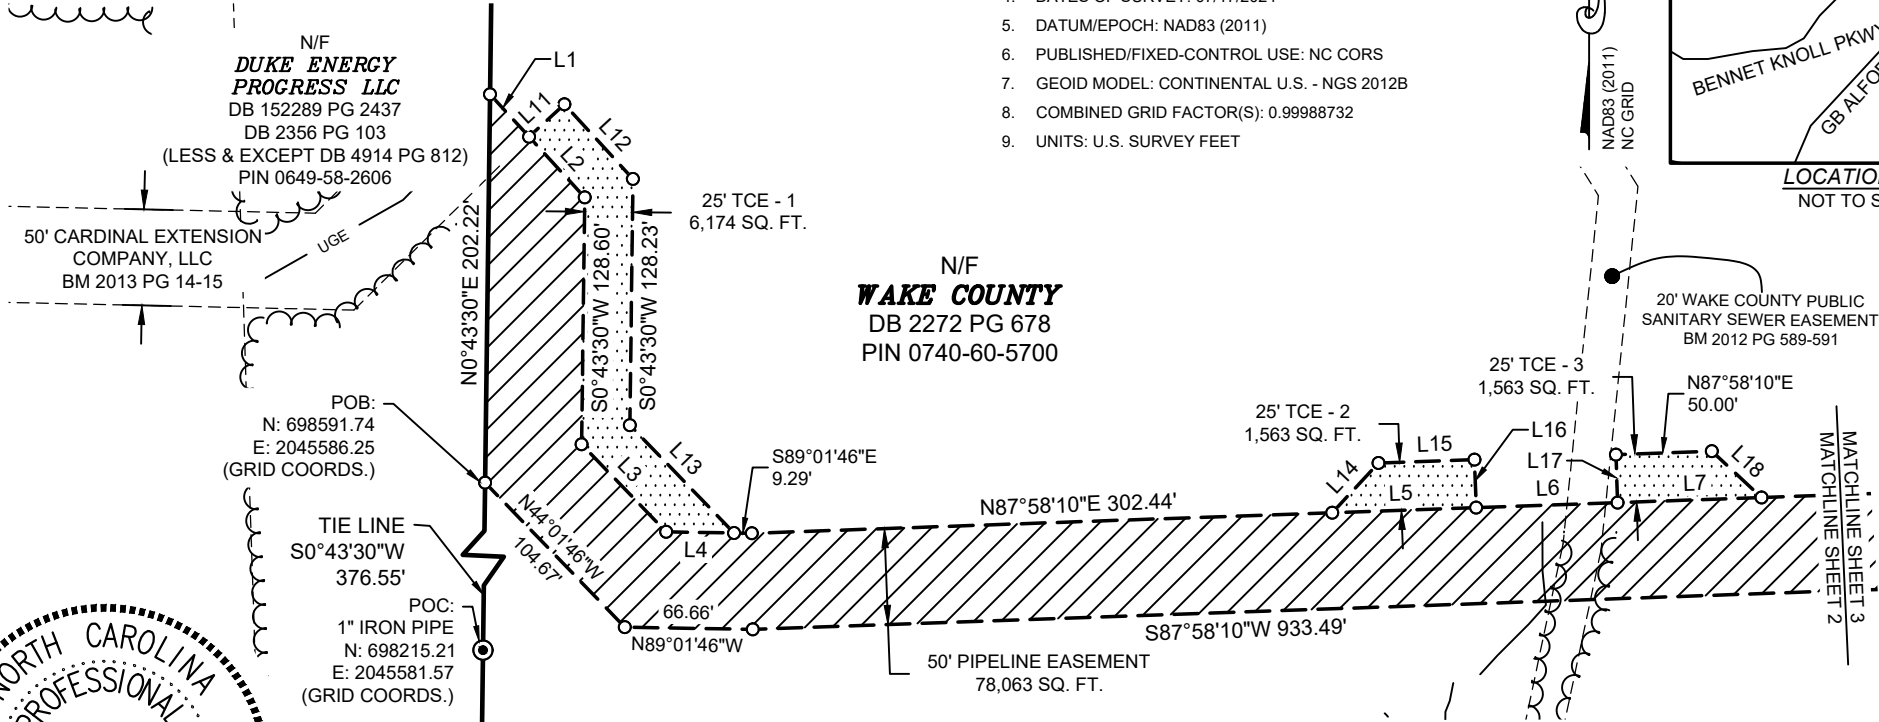 5. DATUM/EPOCH: NAD83 (2011)
6. PUBLISHED/FIXED-CONTROL USE: NC CORS
7. GEOID MODEL: CONTINENTAL U.S. - NGS 2012B
8. COMBINED GRID FACTOR(S): 0.99988732
9. UNITS: U.S. SURVEY FEET
N/F
DUKE ENERGY
PROGRESS LLC
DB 152289 PG 2437
DB 2356 PG 103
(LESS & EXCEPT DB 4914 PG 812)
PIN 0649-58-2606
50' CARDINAL EXTENSION
COMPANY, LLC
BM 2013 PG 14-15
UGE
L1
L11
L12
L2
N0°43'30"E 202.22'
25' TCE - 1
6,174 SQ. FT.
S0°43'30"W 128.60'
S0°43'30"W 128.23'
N/F
WAKE COUNTY
DB 2272 PG 678
PIN 0740-60-5700
NAD83 (2011)
NC GRID
BENNET KNOLL PKWY
GB
NOT TO
20' WAKE COUNTY PUBLIC
SANITARY SEWER EASEMENT
BM 2012 PG 589-591
POB:
N: 698591.74
E: 2045586.25
(GRID COORDS.)
L3
L13
L4
S89°01'46"E
9.29'
N87°58'10"E 302.44'
25' TCE - 2
1,563 SQ. FT.
L14
L15
L16
L5
25' TCE - 3
1,563 SQ. FT.
N87°58'10"E
50.00'
L17
L6
L7
L18
MATCHLINE SHEET 3
MATCHLINE SHEET 2
TIE LINE
S0°43'30"W
376.55'
N44°01'46"W
104.67'
66.66'
N89°01'46"W
S87°58'10"W 933.49'
50' PIPELINE EASEMENT
78,063 SQ. FT.
POC:
1" IRON PIPE
N: 698215.21
E: 2045581.57
(GRID COORDS.)
NORTH CAROLINA
PROFESSIONAL